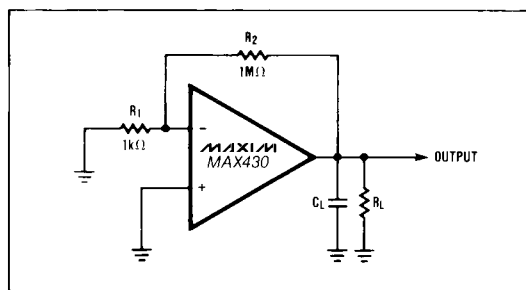 R2
1MΩ
R1
1kΩ
−
MAXIM
MAX430
+
OUTPUT
CL
RL